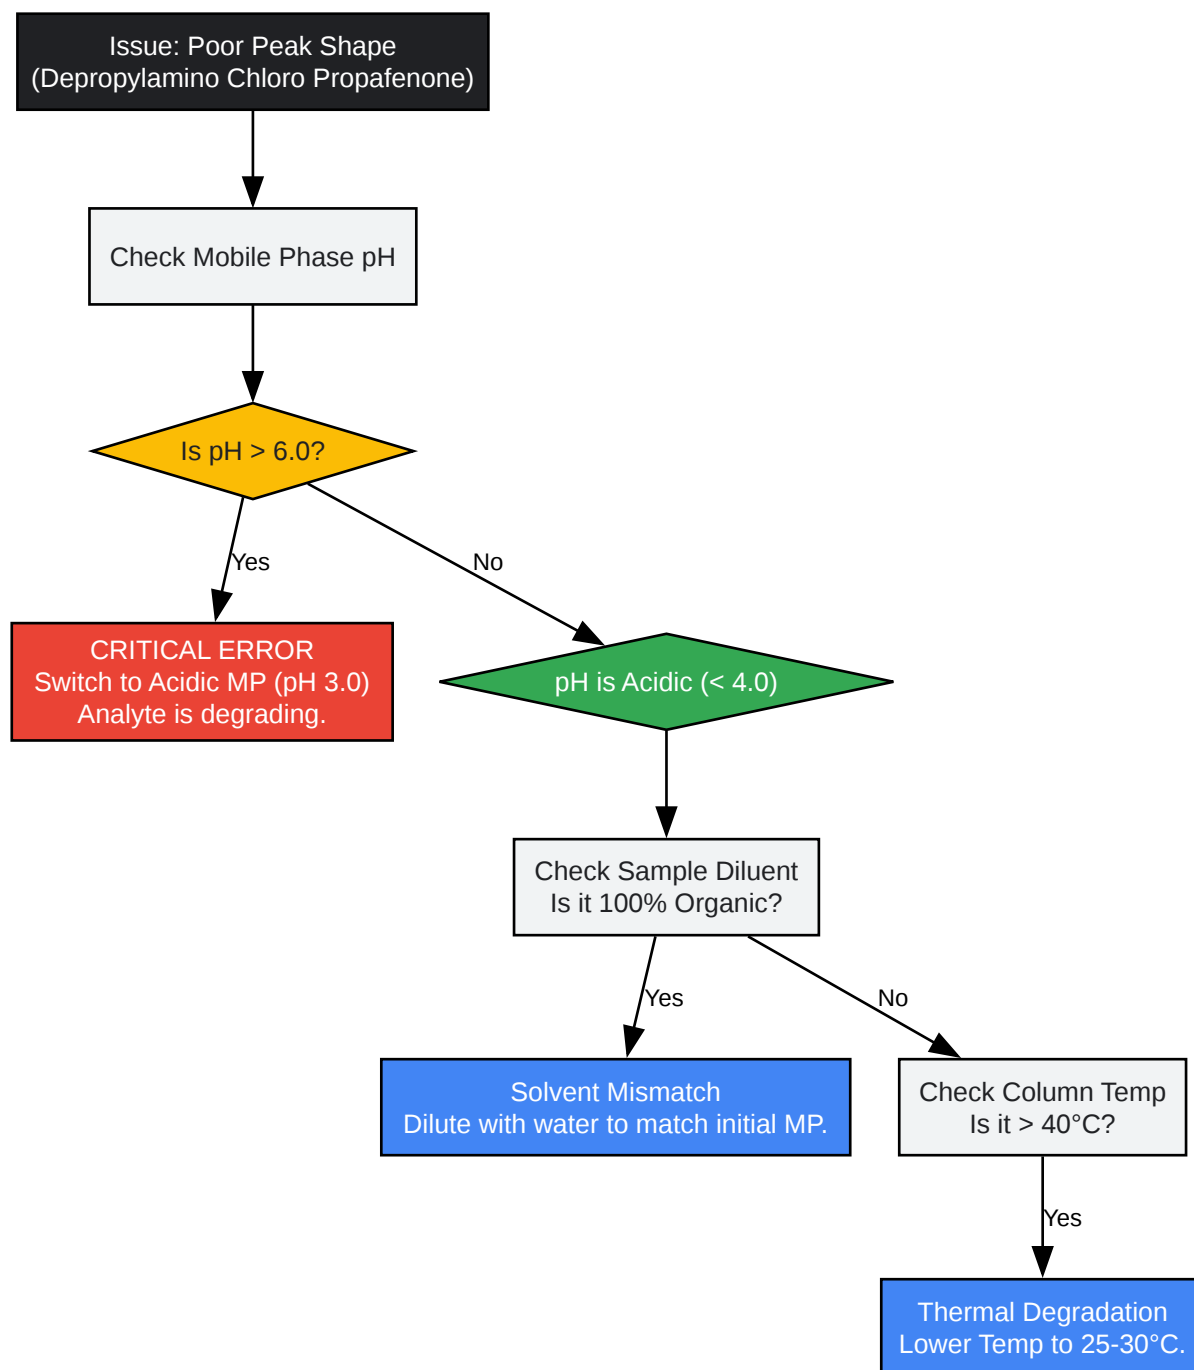 Issue: Poor Peak Shape
(Depropylamino Chloro Propafenone)
Check Mobile Phase pH
Is pH > 6.0?
Yes
No
CRITICAL ERROR
Switch to Acidic MP (pH 3.0)
Analyte is degrading.
pH is Acidic (< 4.0)
Check Sample Diluent
Is it 100% Organic?
Yes
No
Solvent Mismatch
Dilute with water to match initial MP.
Check Column Temp
Is it > 40°C?
Yes
Thermal Degradation
Lower Temp to 25-30°C.